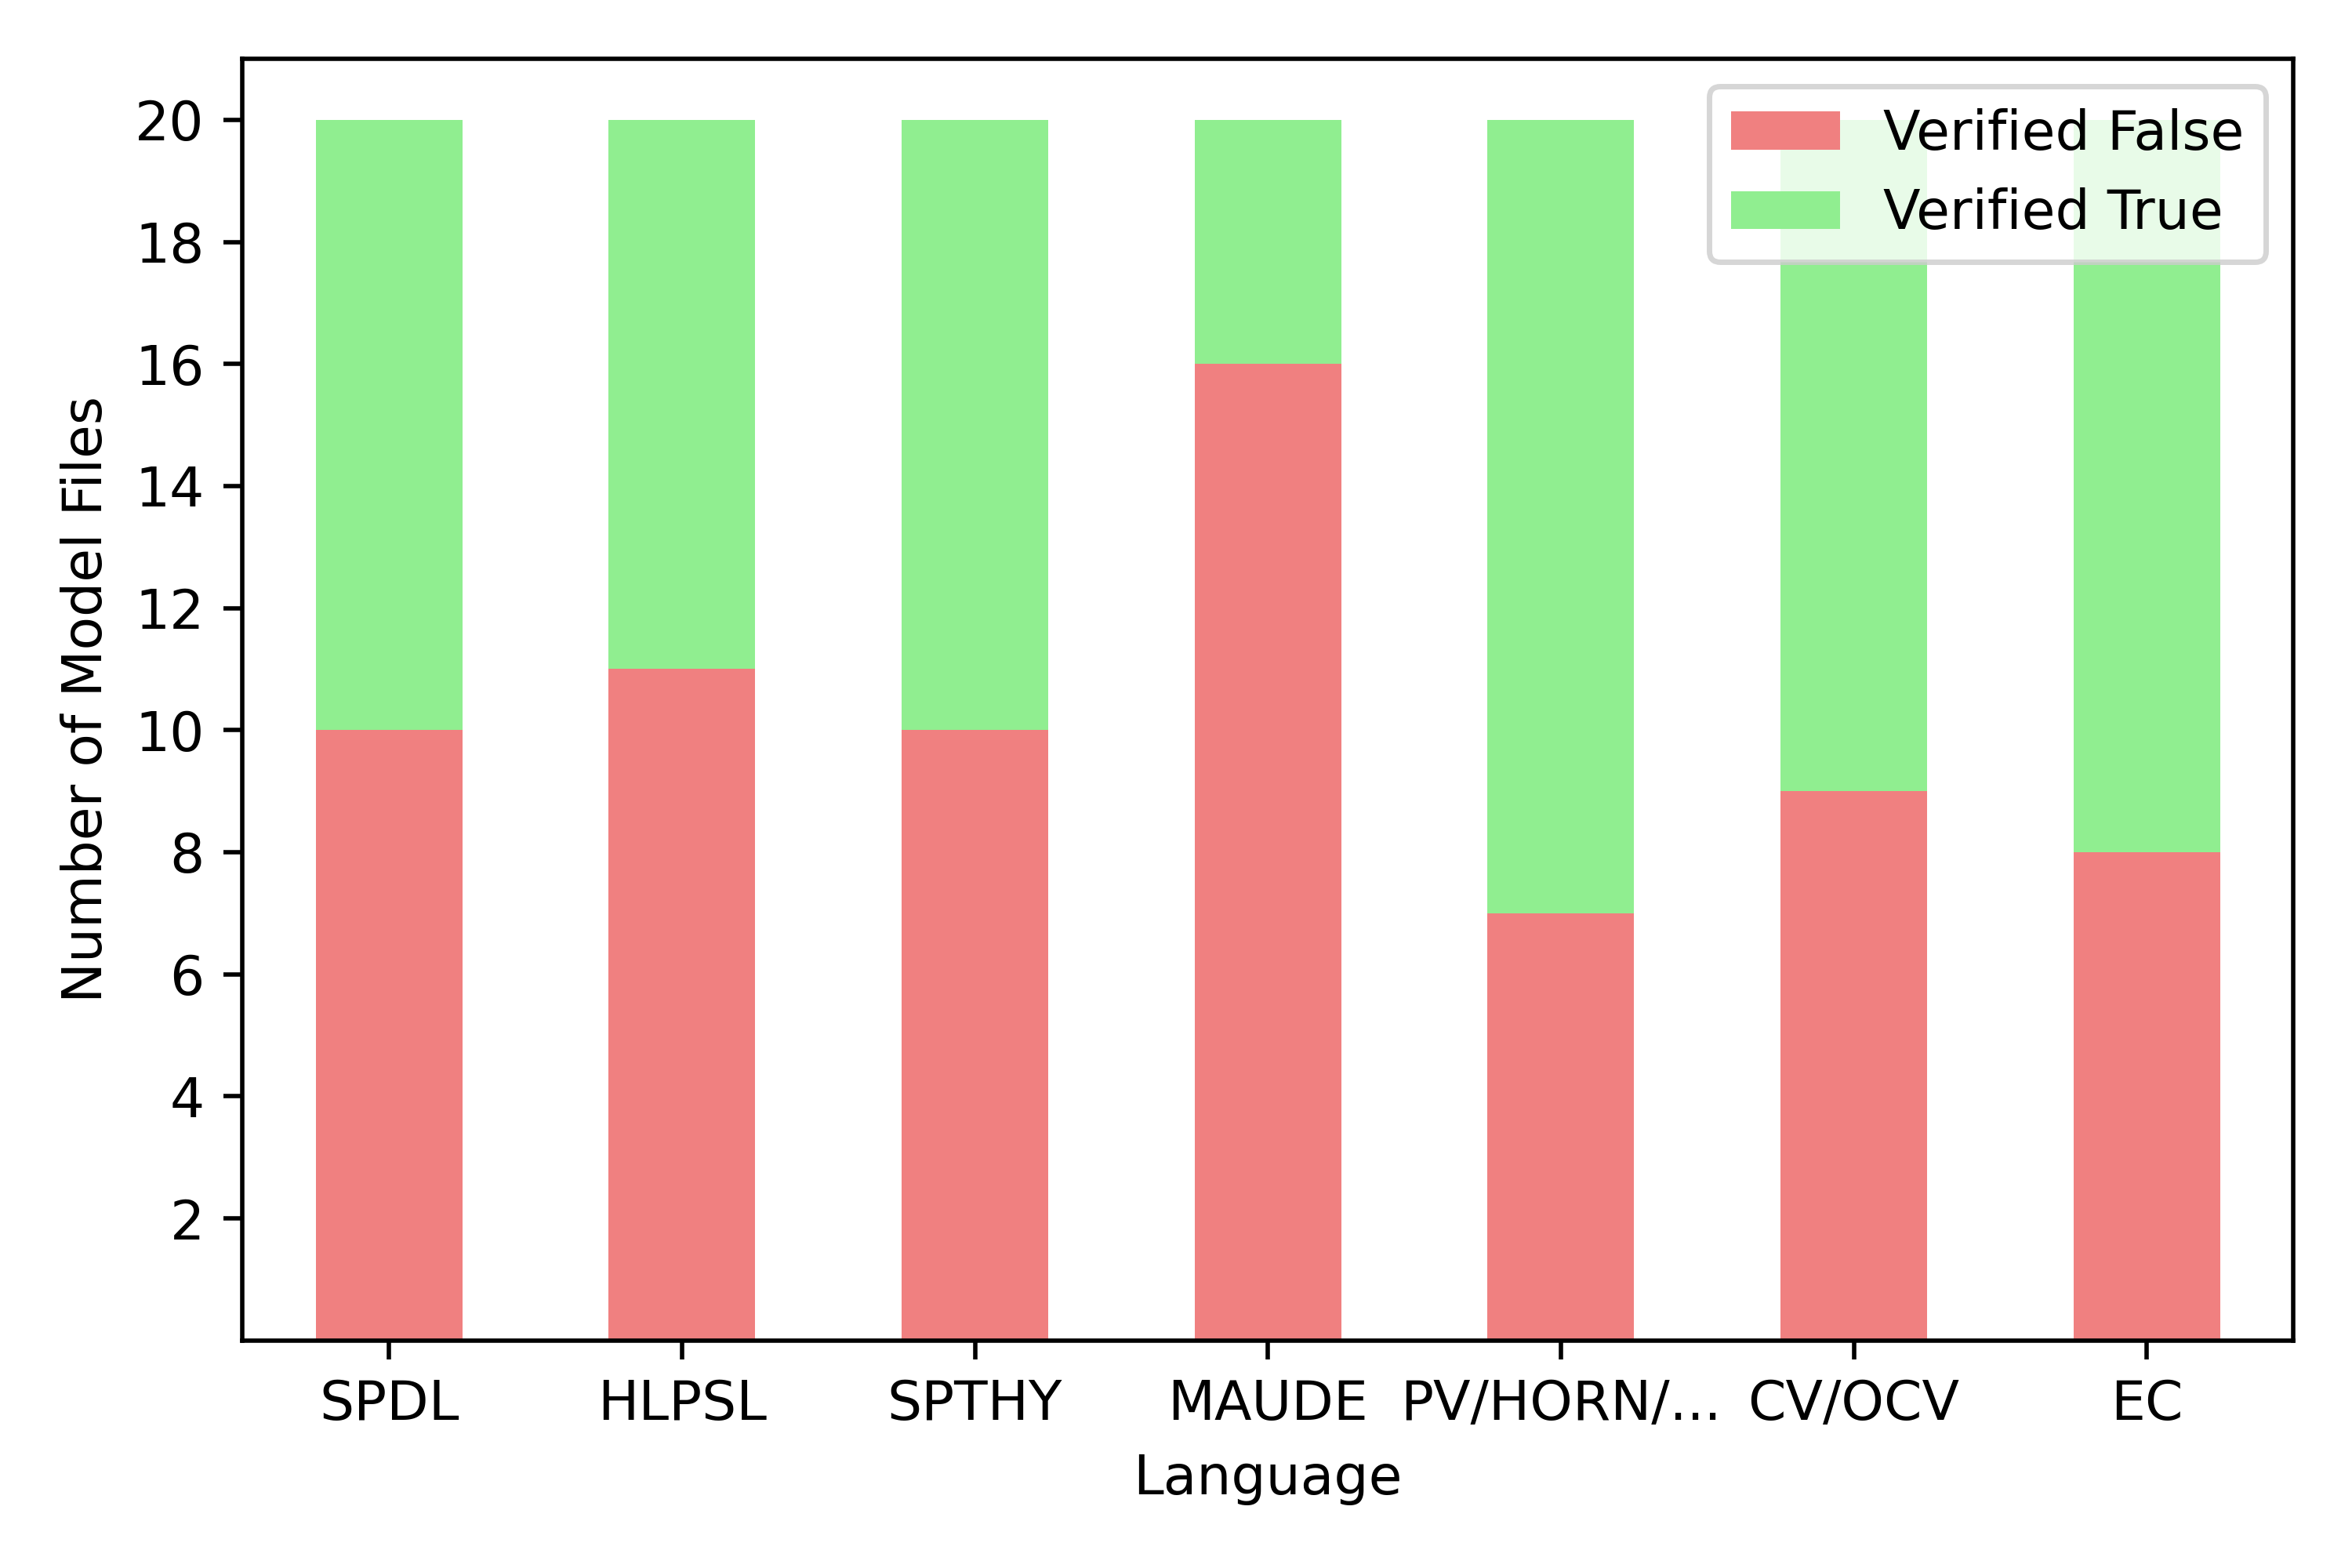 Number of Model Files
20
18
16
14
12
10
8
6
4
2
Verified False
Verified True
SPDL HLPSL SPTHY MAUDE PV/HORN/... CV/OCV EC
Language